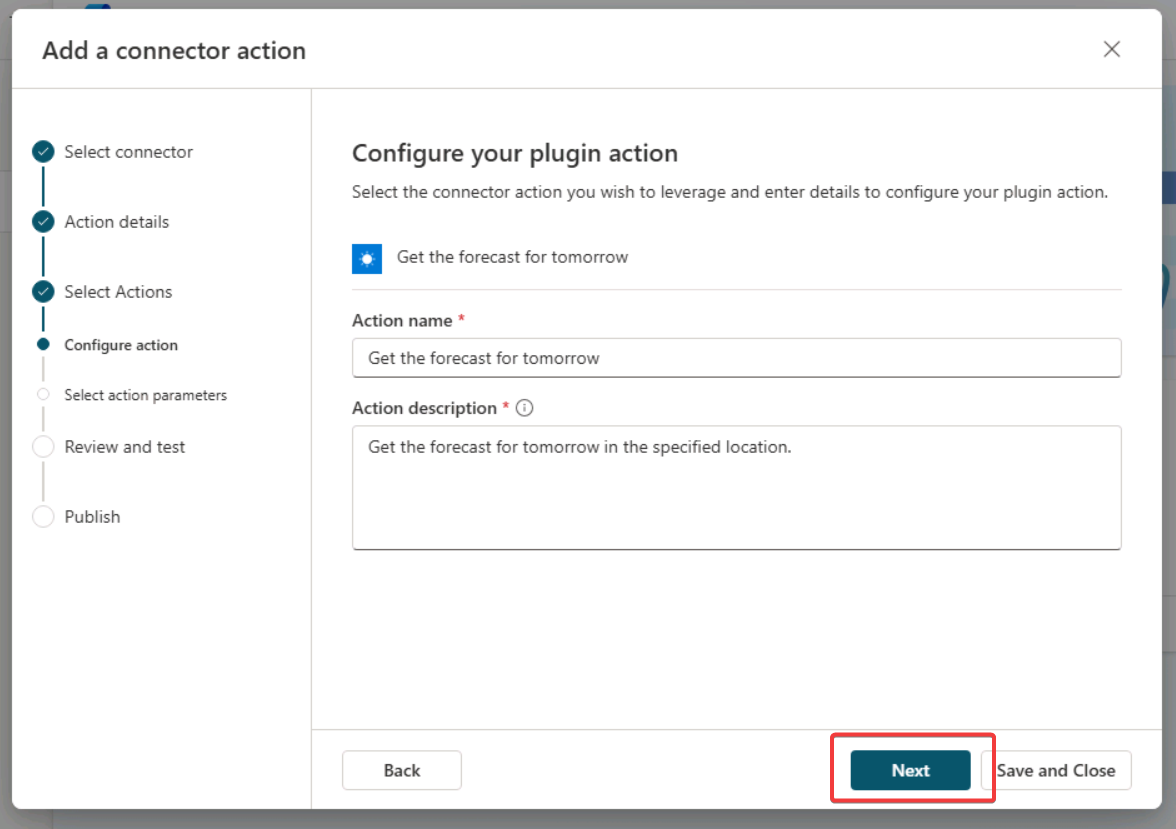 Add a connector action
Select connector
Action details
Select Actions
Configure action
Select action parameters
Review and test
Publish
Configure your plugin action
Select the connector action you wish to leverage and enter details to configure your plugin action.
Get the forecast for tomorrow
Action name *
Get the forecast for tomorrow
Action description *
Get the forecast for tomorrow in the specified location.
Back
Next
Save and Close